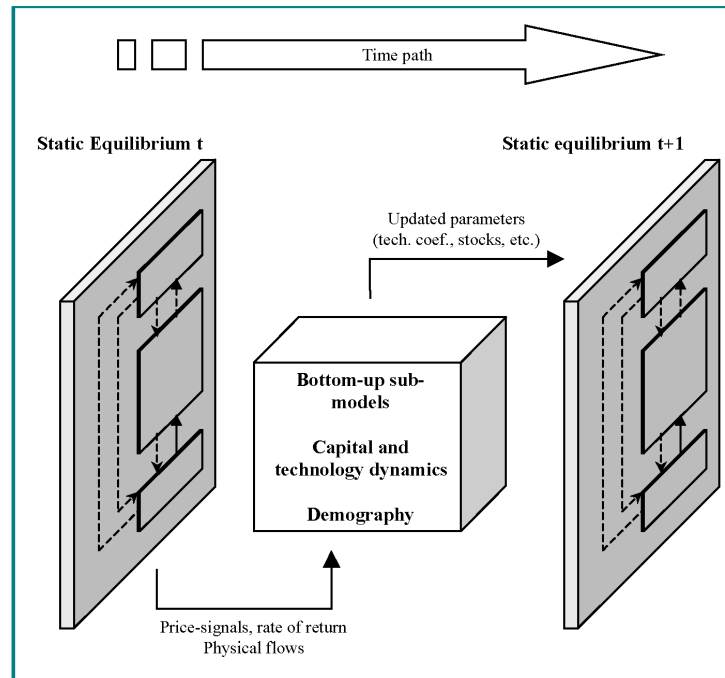 Time path
Static Equilibrium t
Static equilibrium t+1
Updated parameters
(tech. coef., stocks, etc.)
Bottom-up sub-
models
Capital and
technology dynamics
Demography
Price-signals, rate of return
Physical flows